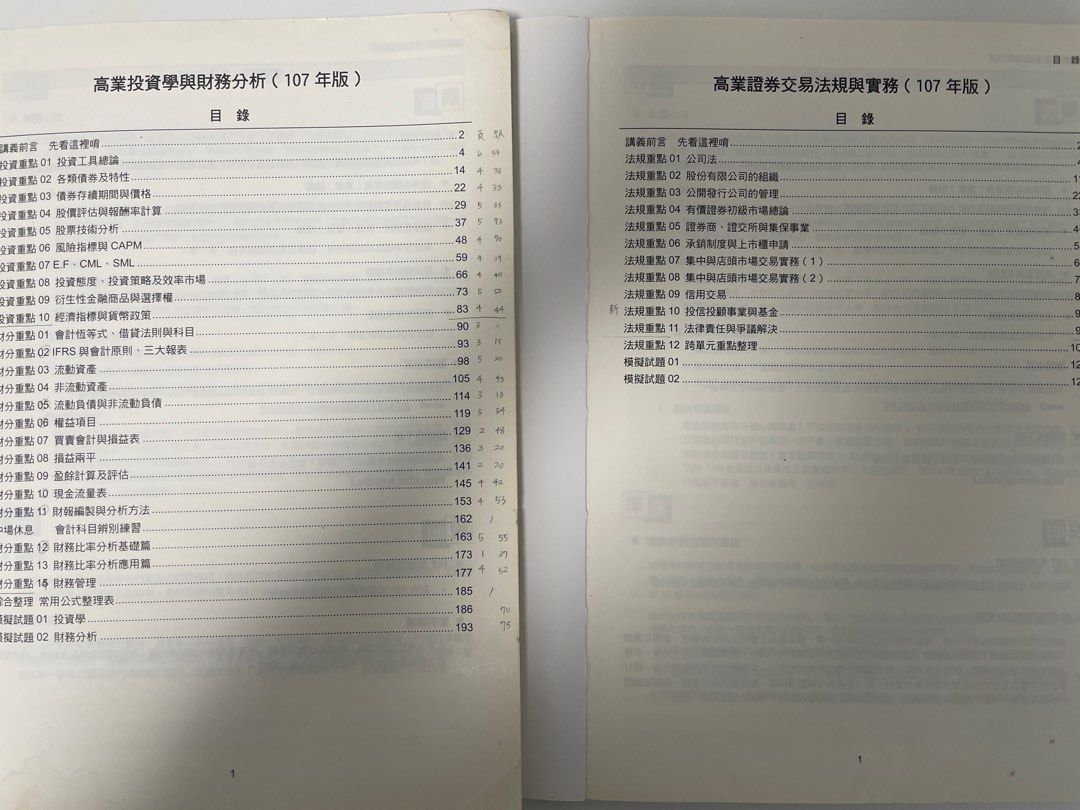 高業投資學與財務分析（107 年版）
目 錄
講義前言 先看這裡唷 2 頁 題
投資重點 01 投資工具總論 4 6 54
投資重點 02 各類債券及特性 14 4 38
投資重點 03 債券存續期間與價格 22 4 33
投資重點 04 股價評估與報酬率計算 29 5 35
投資重點 05 股票技術分析 37 5 73
投資重點 06 風險指標與 CAPM 48 4 70
投資重點 07 E.F、CML、SML 59 4 39
投資重點 08 投資態度、投資策略及效率市場 66 4 40
投資重點 09 衍生性金融商品與選擇權 73 5 50
投資重點 10 經濟指標與貨幣政策 83 4 44
財分重點 01 會計恆等式、借貸法則與科目 90 3
財分重點 02 IFRS 與會計原則、三大報表 93 3 15
財分重點 03 流動資產 98 5 20
財分重點 04 非流動資產 105 4 43
財分重點 05 流動負債與非流動負債 114 3 13
財分重點 06 權益項目 119 5 54
財分重點 07 買賣會計與損益表 129 2 48
財分重點 08 損益兩平 136 3 20
財分重點 09 盈餘計算及評估 141 2 20
財分重點 10 現金流量表 145 4 42
財分重點 11 財報編製與分析方法 153 4 53
中場休息 會計科目辨別練習 162 /
財分重點 12 財務比率分析基礎篇 163 5 55
財分重點 13 財務比率分析應用篇 173 1 37
財分重點 15 財務管理 177 4 52
綜合整理 常用公式整理表 185 /
模擬試題 01 投資學 186 70
模擬試題 02 財務分析 193 75
1
目 錄
高業證券交易法規與實務（107 年版）
目 錄
講義前言 先看這裡唷
法規重點 01 公司法
法規重點 02 股份有限公司的組織
法規重點 03 公開發行公司的管理
法規重點 04 有價證券初級市場總論
法規重點 05 證券商、證交所與集保事業
法規重點 06 承銷制度與上市櫃申請
法規重點 07 集中與店頭市場交易實務（1）
法規重點 08 集中與店頭市場交易實務（2）
法規重點 09 信用交易
新 法規重點 10 投信投顧事業與基金
法規重點 11 法律責任與爭議解決
法規重點 12 跨單元重點整理
模擬試題 01
模擬試題 02
1